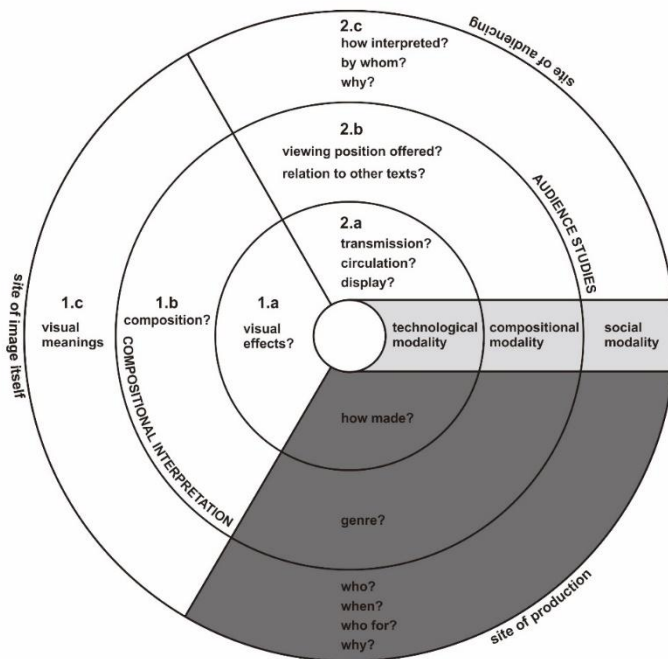 2.c
how interpreted?
by whom?
why?
site of audiencing
2.b
viewing position offered?
relation to other texts?
AUDIENCE STUDIES
2.a
transmission?
circulation?
display?
site of image itself
1.c
visual
meanings
1.b
composition?
COMPOSITIONAL INTERPRETATION
1.a
visual
effects?
technological
modality
compositional
modality
social
modality
how made?
genre?
who?
when?
who for?
why?
site of production